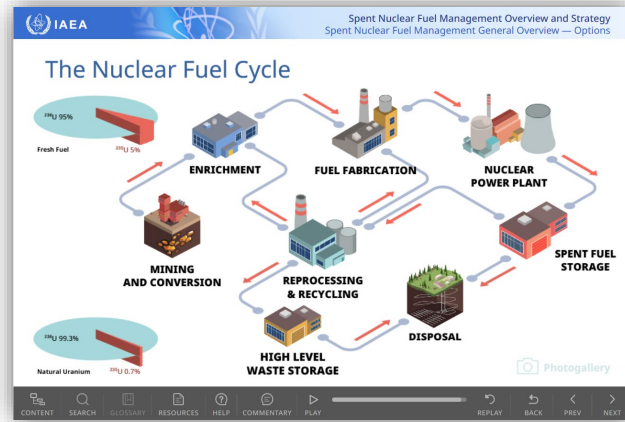 IAEA
Spent Nuclear Fuel Management Overview and Strategy
Spent Nuclear Fuel Management General Overview — Options
The Nuclear Fuel Cycle
²³⁸U 95%
Fresh Fuel
²³⁵U 5%
ENRICHMENT
FUEL FABRICATION
NUCLEAR
POWER PLANT
MINING
AND CONVERSION
REPROCESSING
& RECYCLING
SPENT FUEL
STORAGE
DISPOSAL
HIGH LEVEL
WASTE STORAGE
²³⁸U 99.3%
Natural Uranium
²³⁵U 0.7%
Photogallery
CONTENT
SEARCH
GLOSSARY
RESOURCES
HELP
COMMENTARY
PLAY
REPLAY
BACK
PREV
NEXT